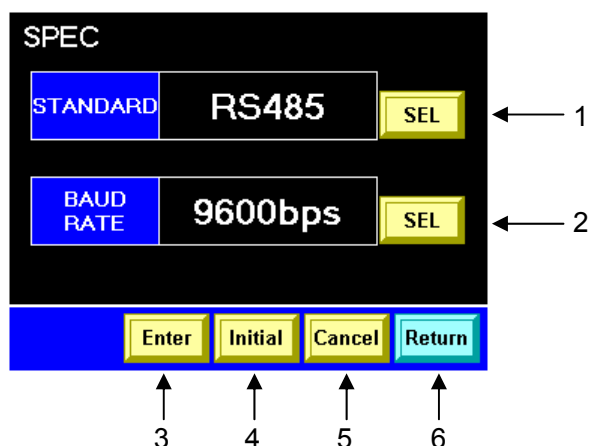 SPEC
STANDARD RS485 SEL 1
BAUD RATE 9600bps SEL 2
Enter Initial Cancel Return
3 4 5 6